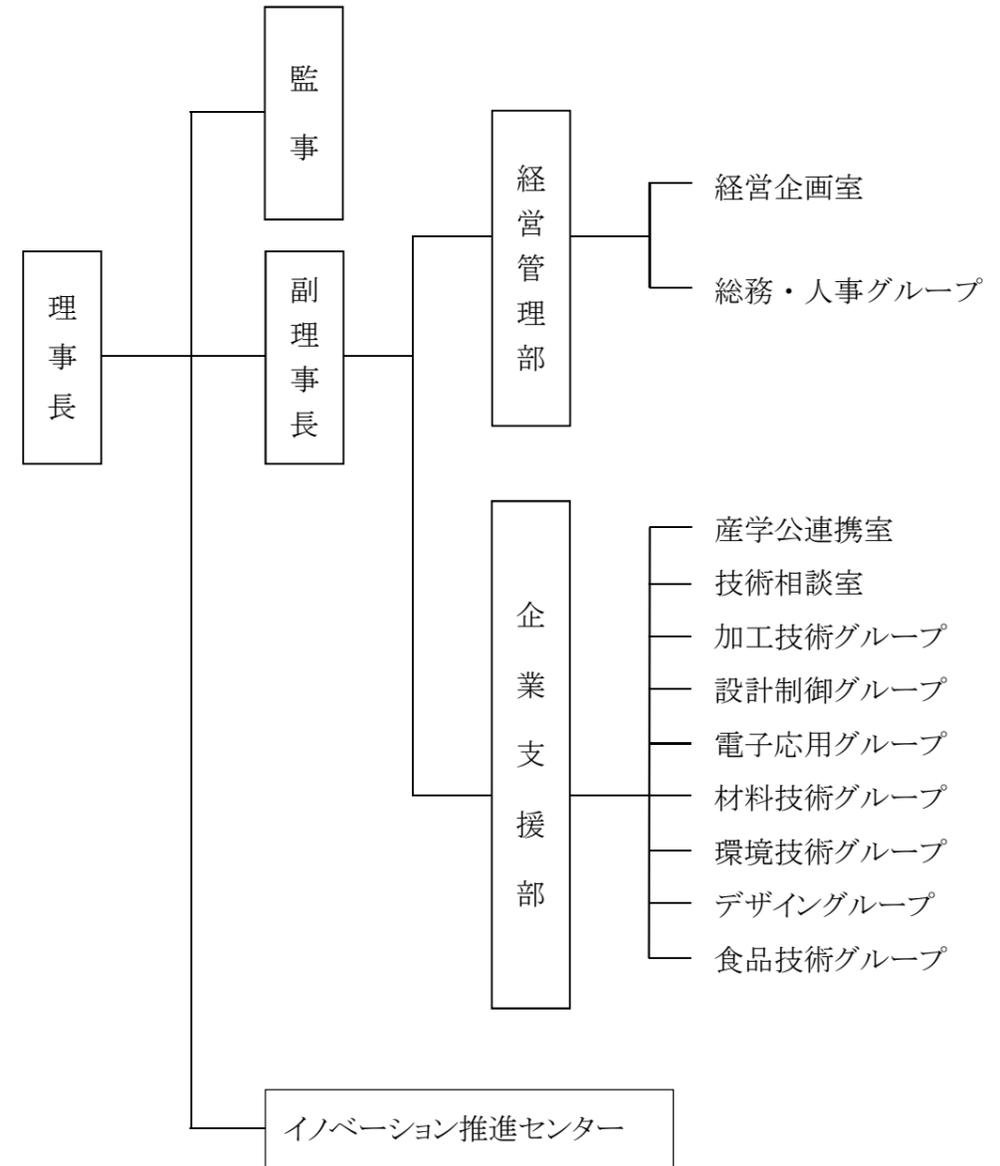 監事
理事長
副理事長
経営管理部
経営企画室
総務・人事グループ
企業支援部
産学公連携室
技術相談室
加工技術グループ
設計制御グループ
電子応用グループ
材料技術グループ
環境技術グループ
デザイングループ
食品技術グループ
イノベーション推進センター